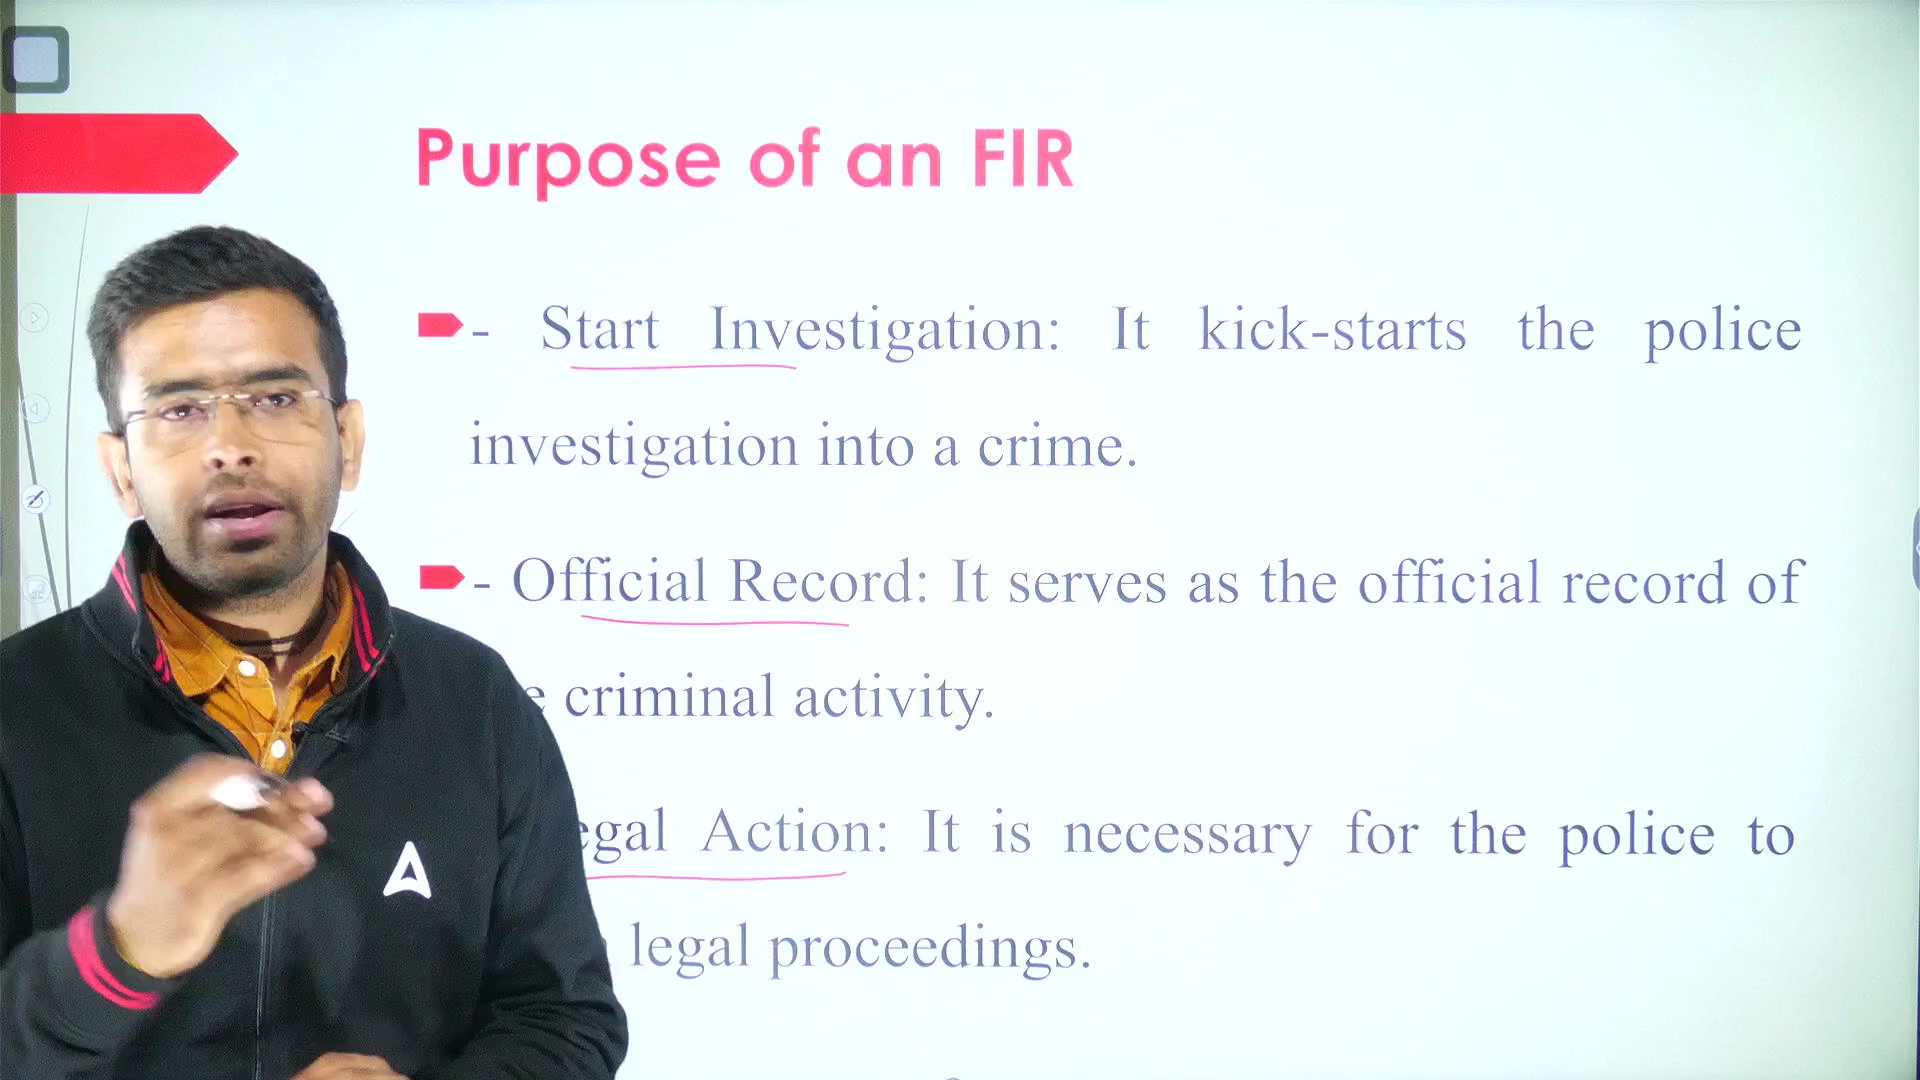 Purpose of an FIR
- Start Investigation: It kick-starts the police
investigation into a crime.
- Official Record: It serves as the official record of
criminal activity.
Action: It is necessary for the police to
legal proceedings.